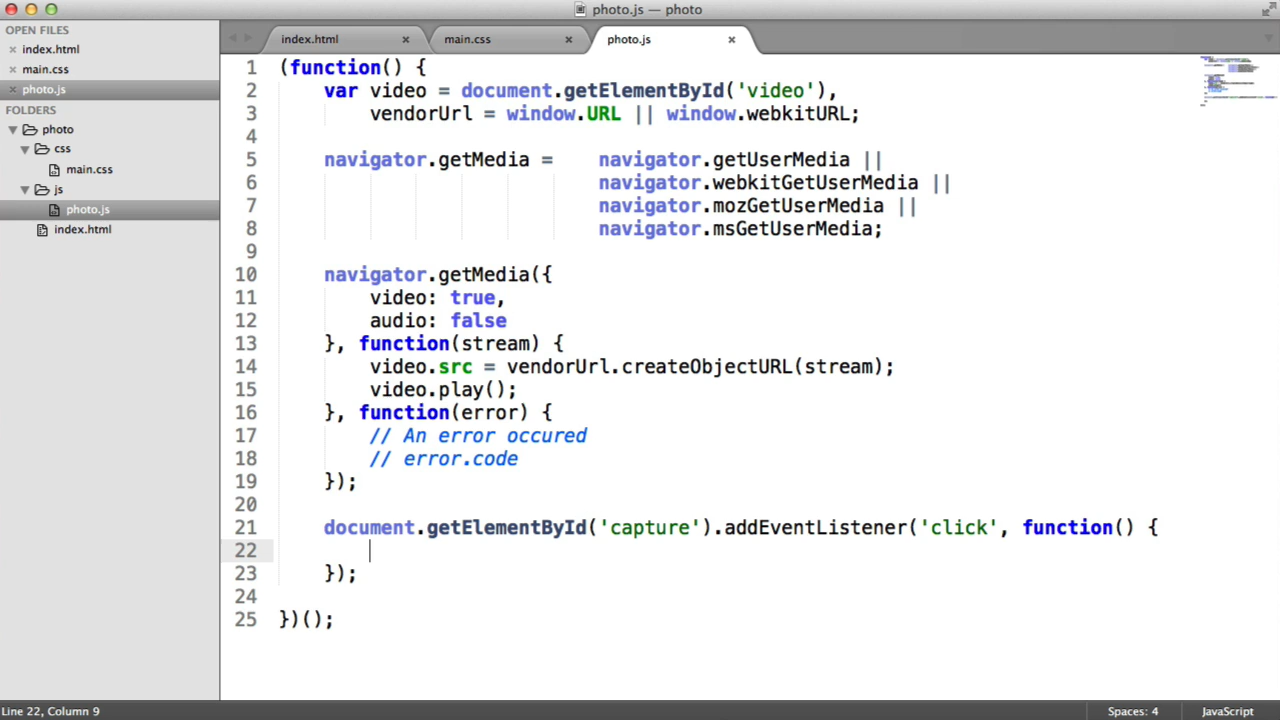 photo.js — photo
OPEN FILES
index.html
main.css
photo.js
FOLDERS
photo
css
main.css
js
photo.js
index.html
index.html
main.css
photo.js
1 (function() {
2 var video = document.getElementById('video'),
3 vendorUrl = window.URL || window.webkitURL;
4
5 navigator.getMedia = navigator.getUserMedia ||
6 navigator.webkitGetUserMedia ||
7 navigator.mozGetUserMedia ||
8 navigator.msGetUserMedia;
9
10 navigator.getMedia({
11 video: true,
12 audio: false
13 }, function(stream) {
14 video.src = vendorUrl.createObjectURL(stream);
15 video.play();
16 }, function(error) {
17 // An error occured
18 // error.code
19 });
20
21 document.getElementById('capture').addEventListener('click', function() {
22
23 });
24
25 })();
Line 22, Column 9
Spaces: 4
JavaScript